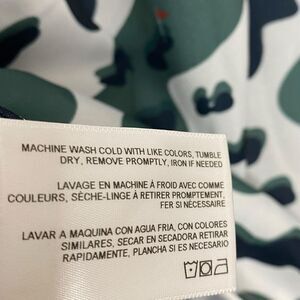 MACHINE WASH COLD WITH LIKE COLORS, TUMBLE
DRY, REMOVE PROMPTLY, IRON IF NEEDED
LAVAGE EN MACHINE À FROID AVEC COMME
COULEURS, SÈCHE-LINGE À RETIRER PROMPTEMENT,
FER SI NÉCESSAIRE
LAVAR A MAQUINA CON AGUA FRIA, CON COLORES
SIMILARES, SECAR EN SECADORA RETIRAR
RAPIDAMENTE, PLANCHA SI ES NECESARIO